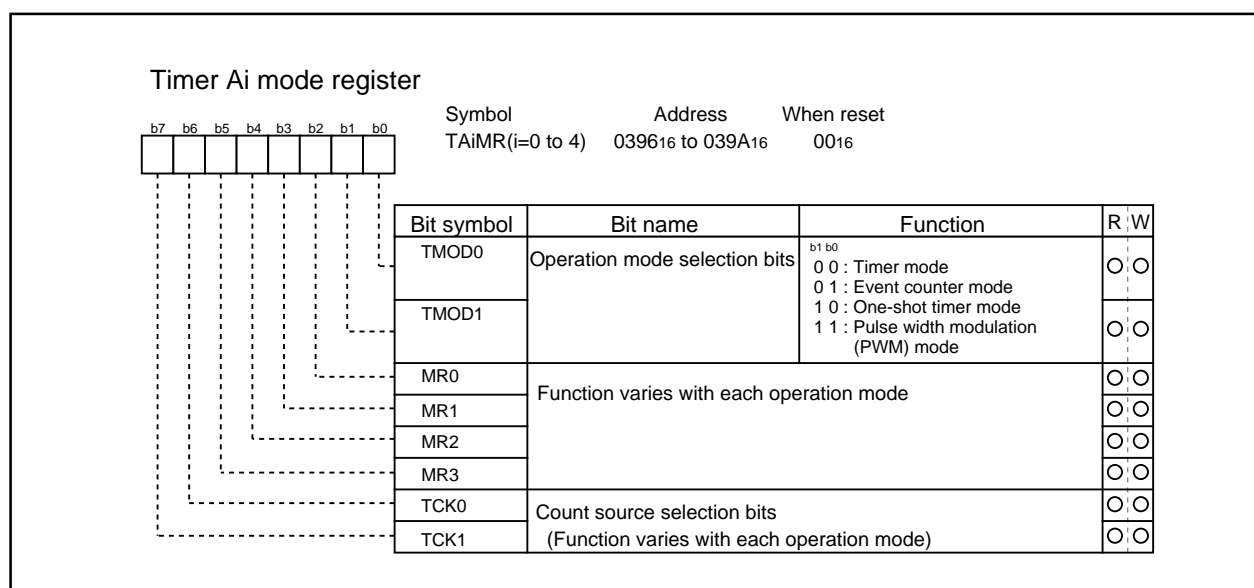 Timer Ai mode register
Symbol Address When reset
b7 b6 b5 b4 b3 b2 b1 b0
TAiMR(i=0 to 4) 039616 to 039A16 0016
Bit symbol Bit name Function R W
TMOD0 Operation mode selection bits b1 b0
0 0 : Timer mode
0 1 : Event counter mode
TMOD1 1 0 : One-shot timer mode
1 1 : Pulse width modulation
(PWM) mode
MR0 Function varies with each operation mode
MR1
MR2
MR3
TCK0 Count source selection bits
TCK1 (Function varies with each operation mode)